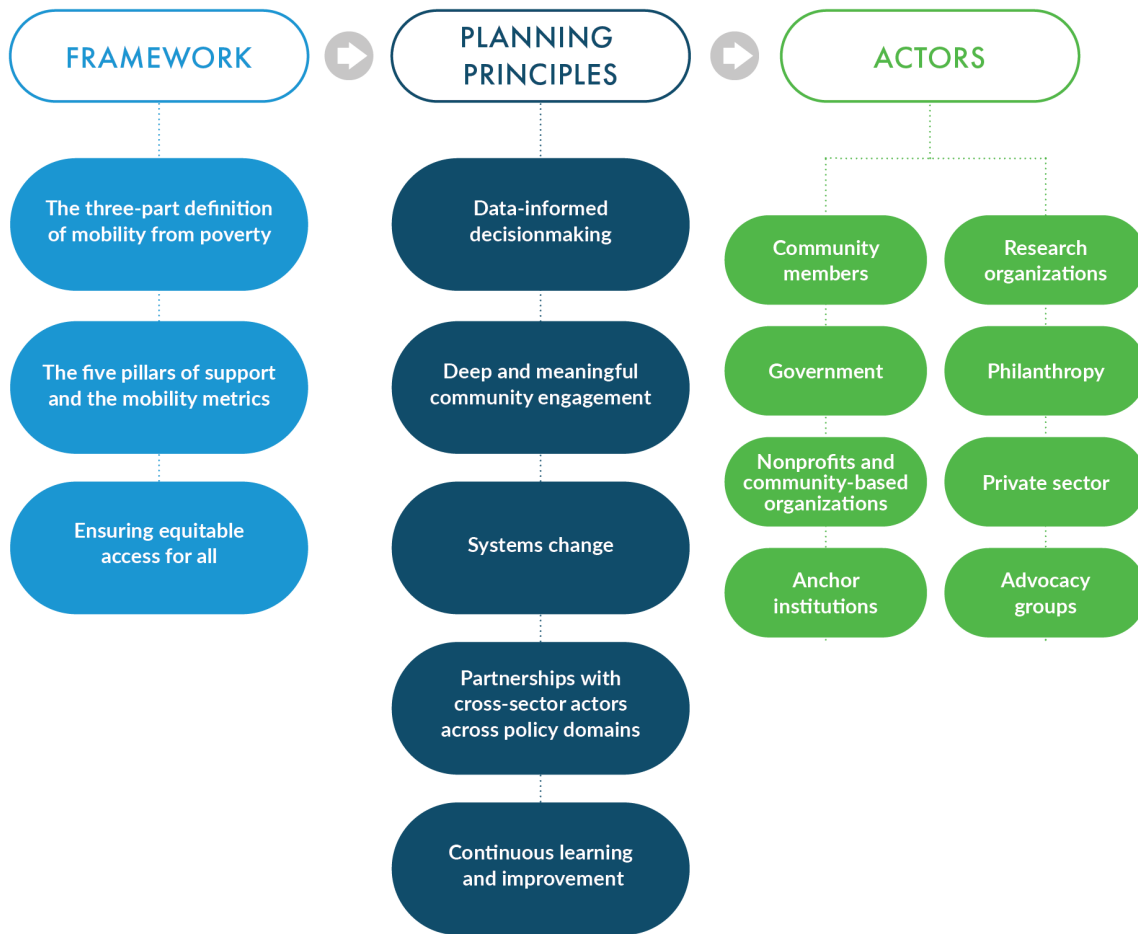 FRAMEWORK
PLANNING
PRINCIPLES
ACTORS
The three-part definition
of mobility from poverty
The five pillars of support
and the mobility metrics
Ensuring equitable
access for all
Data-informed
decisionmaking
Deep and meaningful
community engagement
Systems change
Partnerships with
cross-sector actors
across policy domains
Continuous learning
and improvement
Community
members
Government
Nonprofits and
community-based
organizations
Anchor
institutions
Research
organizations
Philanthropy
Private sector
Advocacy
groups